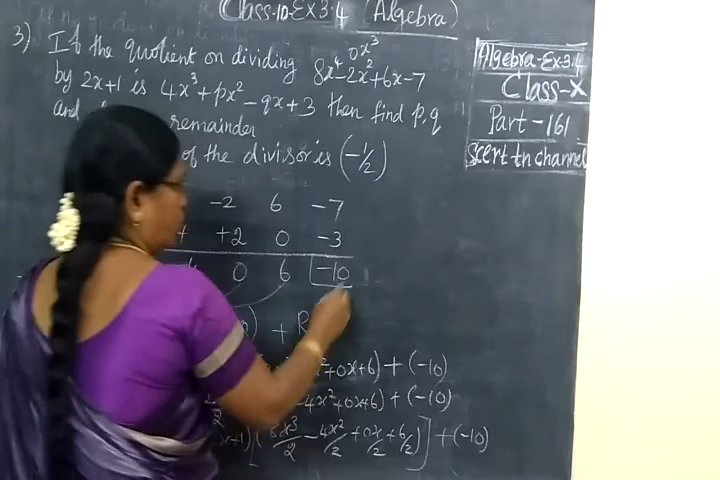 Class-10-EX3.4 (Algebra)
3) If the quotient on dividing 8x⁴-2x²+6x-7
0x³
by 2x+1 is 4x³+px²-qx+3 then find p,q
and remainder
of the divisor is (-1/2)
-2 6 -7
+2 0 -3
0 6 -10
+ R
+0x+6) + (-10)
-4x²+0x+6) + (-10)
(8x³/2 - 4x²/2 + 0x/2 + 6/2)] + (-10)
Algebra-Ex3.4
Class-X
Part-161
Scert tn channel